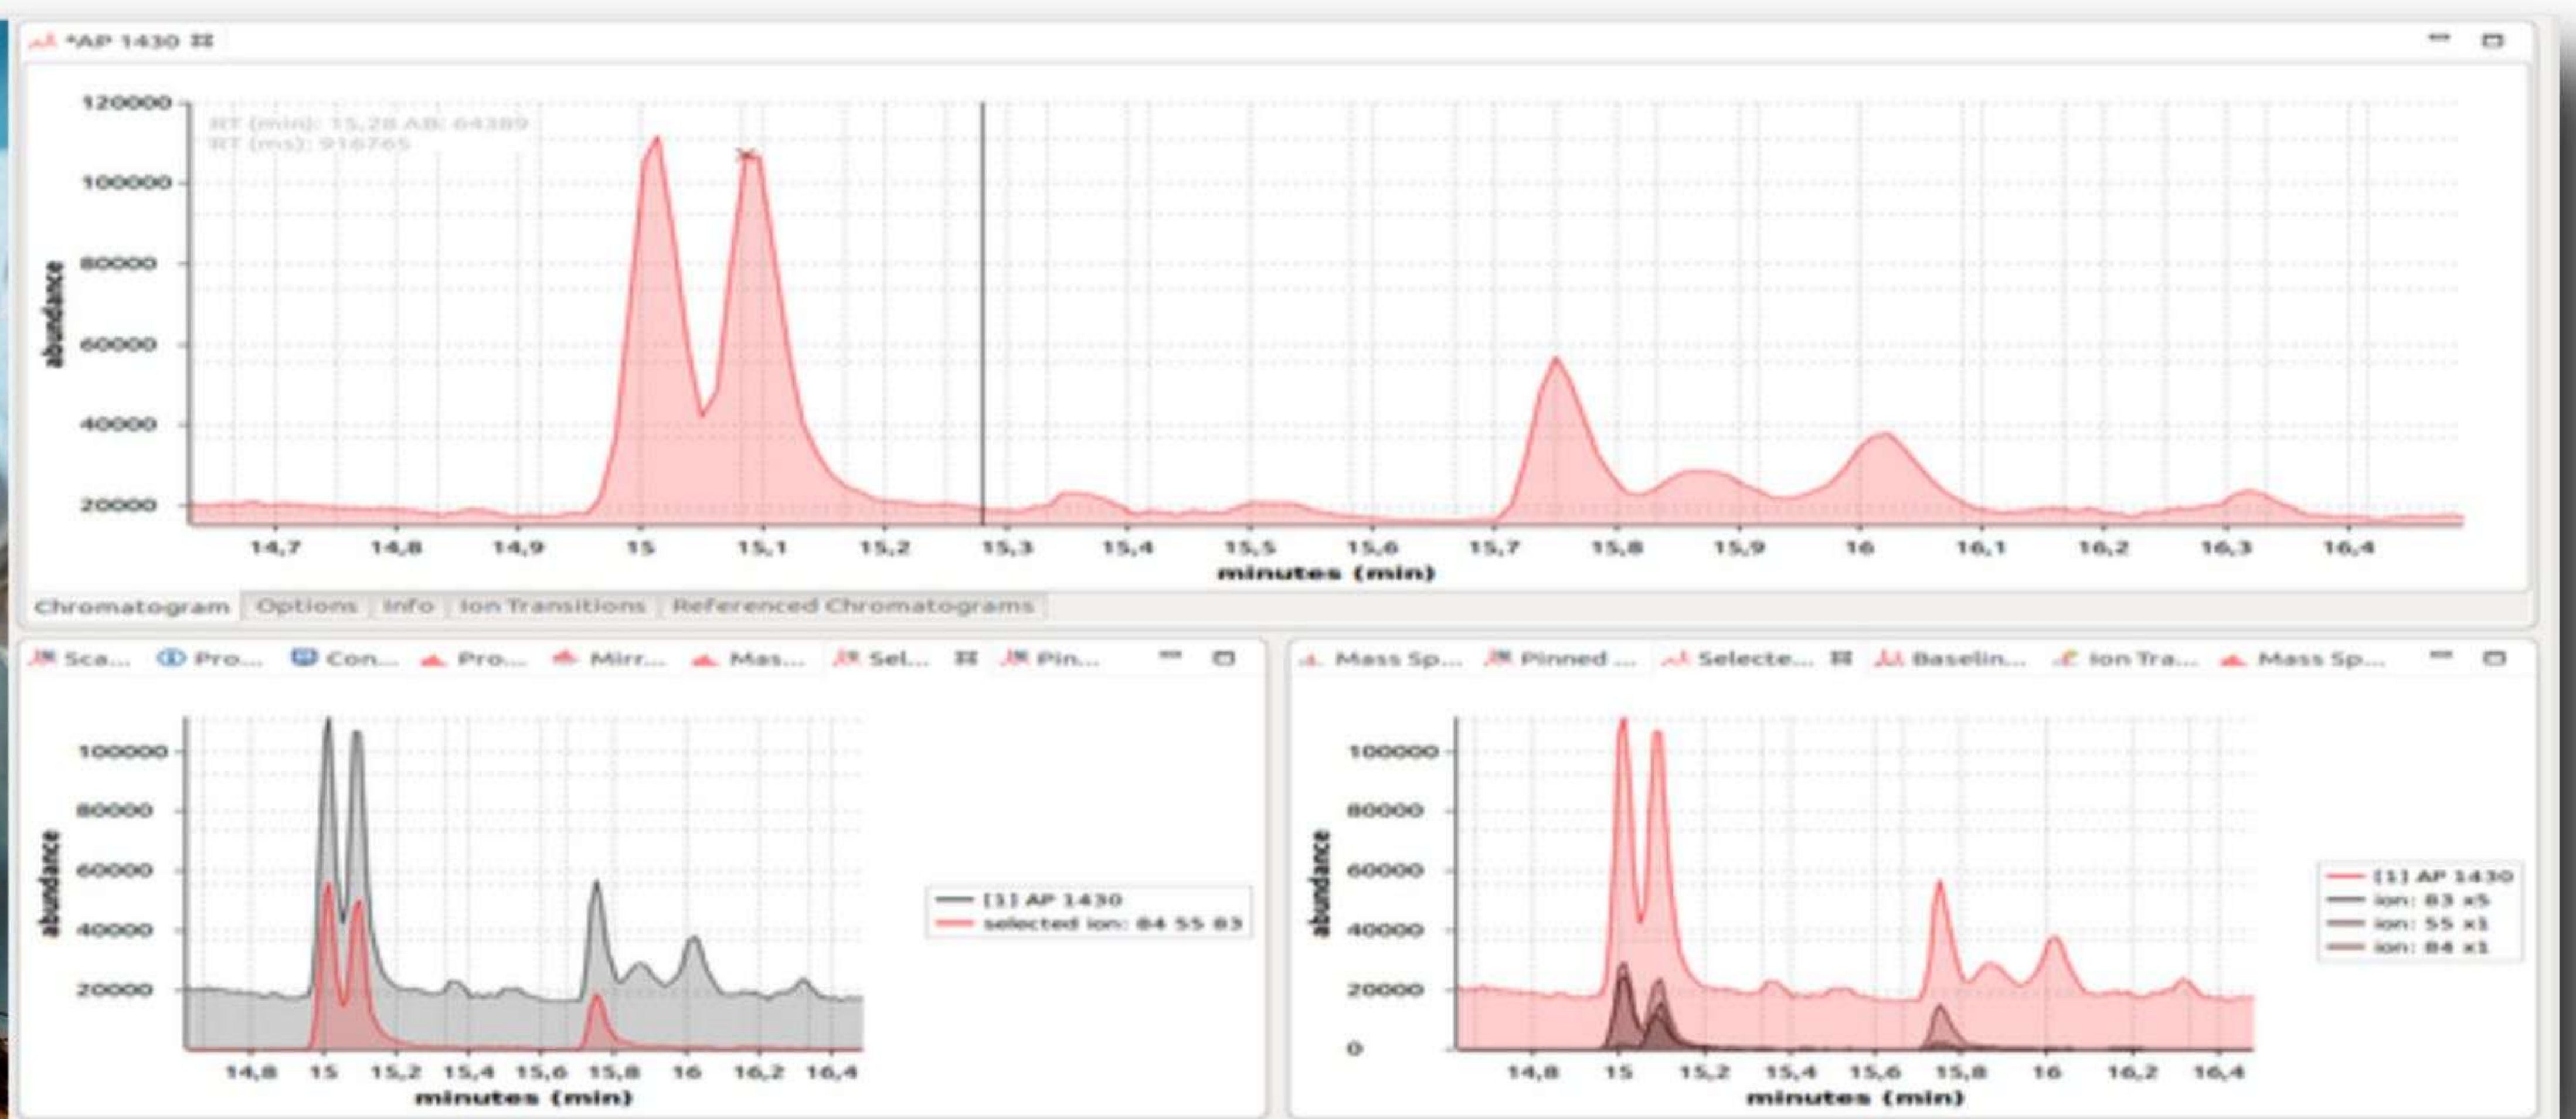 *AP 1430
RT (min): 15,28 AB: 64389
RT (ms): 916765
120000
100000
80000
60000
40000
20000
abundance
14,7 14,8 14,9 15 15,1 15,2 15,3 15,4 15,5 15,6 15,7 15,8 15,9 16 16,1 16,2 16,3 16,4
minutes (min)
Chromatogram Options Info Ion Transitions Referenced Chromatograms
Sca... Pro... Con... Pro... Mirr... Mas... Sel... Pin...
100000
80000
60000
40000
20000
abundance
14,8 15 15,2 15,4 15,6 15,8 16 16,2 16,4
minutes (min)
[1] AP 1430
selected ion: 84 55 83
Mass Sp... Pinned ... Selecte... Baselin... Ion Tra... Mass Sp...
100000
80000
60000
40000
20000
0
abundance
14,8 15 15,2 15,4 15,6 15,8 16 16,2 16,4
minutes (min)
[1] AP 1430
ion: 83 x5
ion: 55 x1
ion: 84 x1